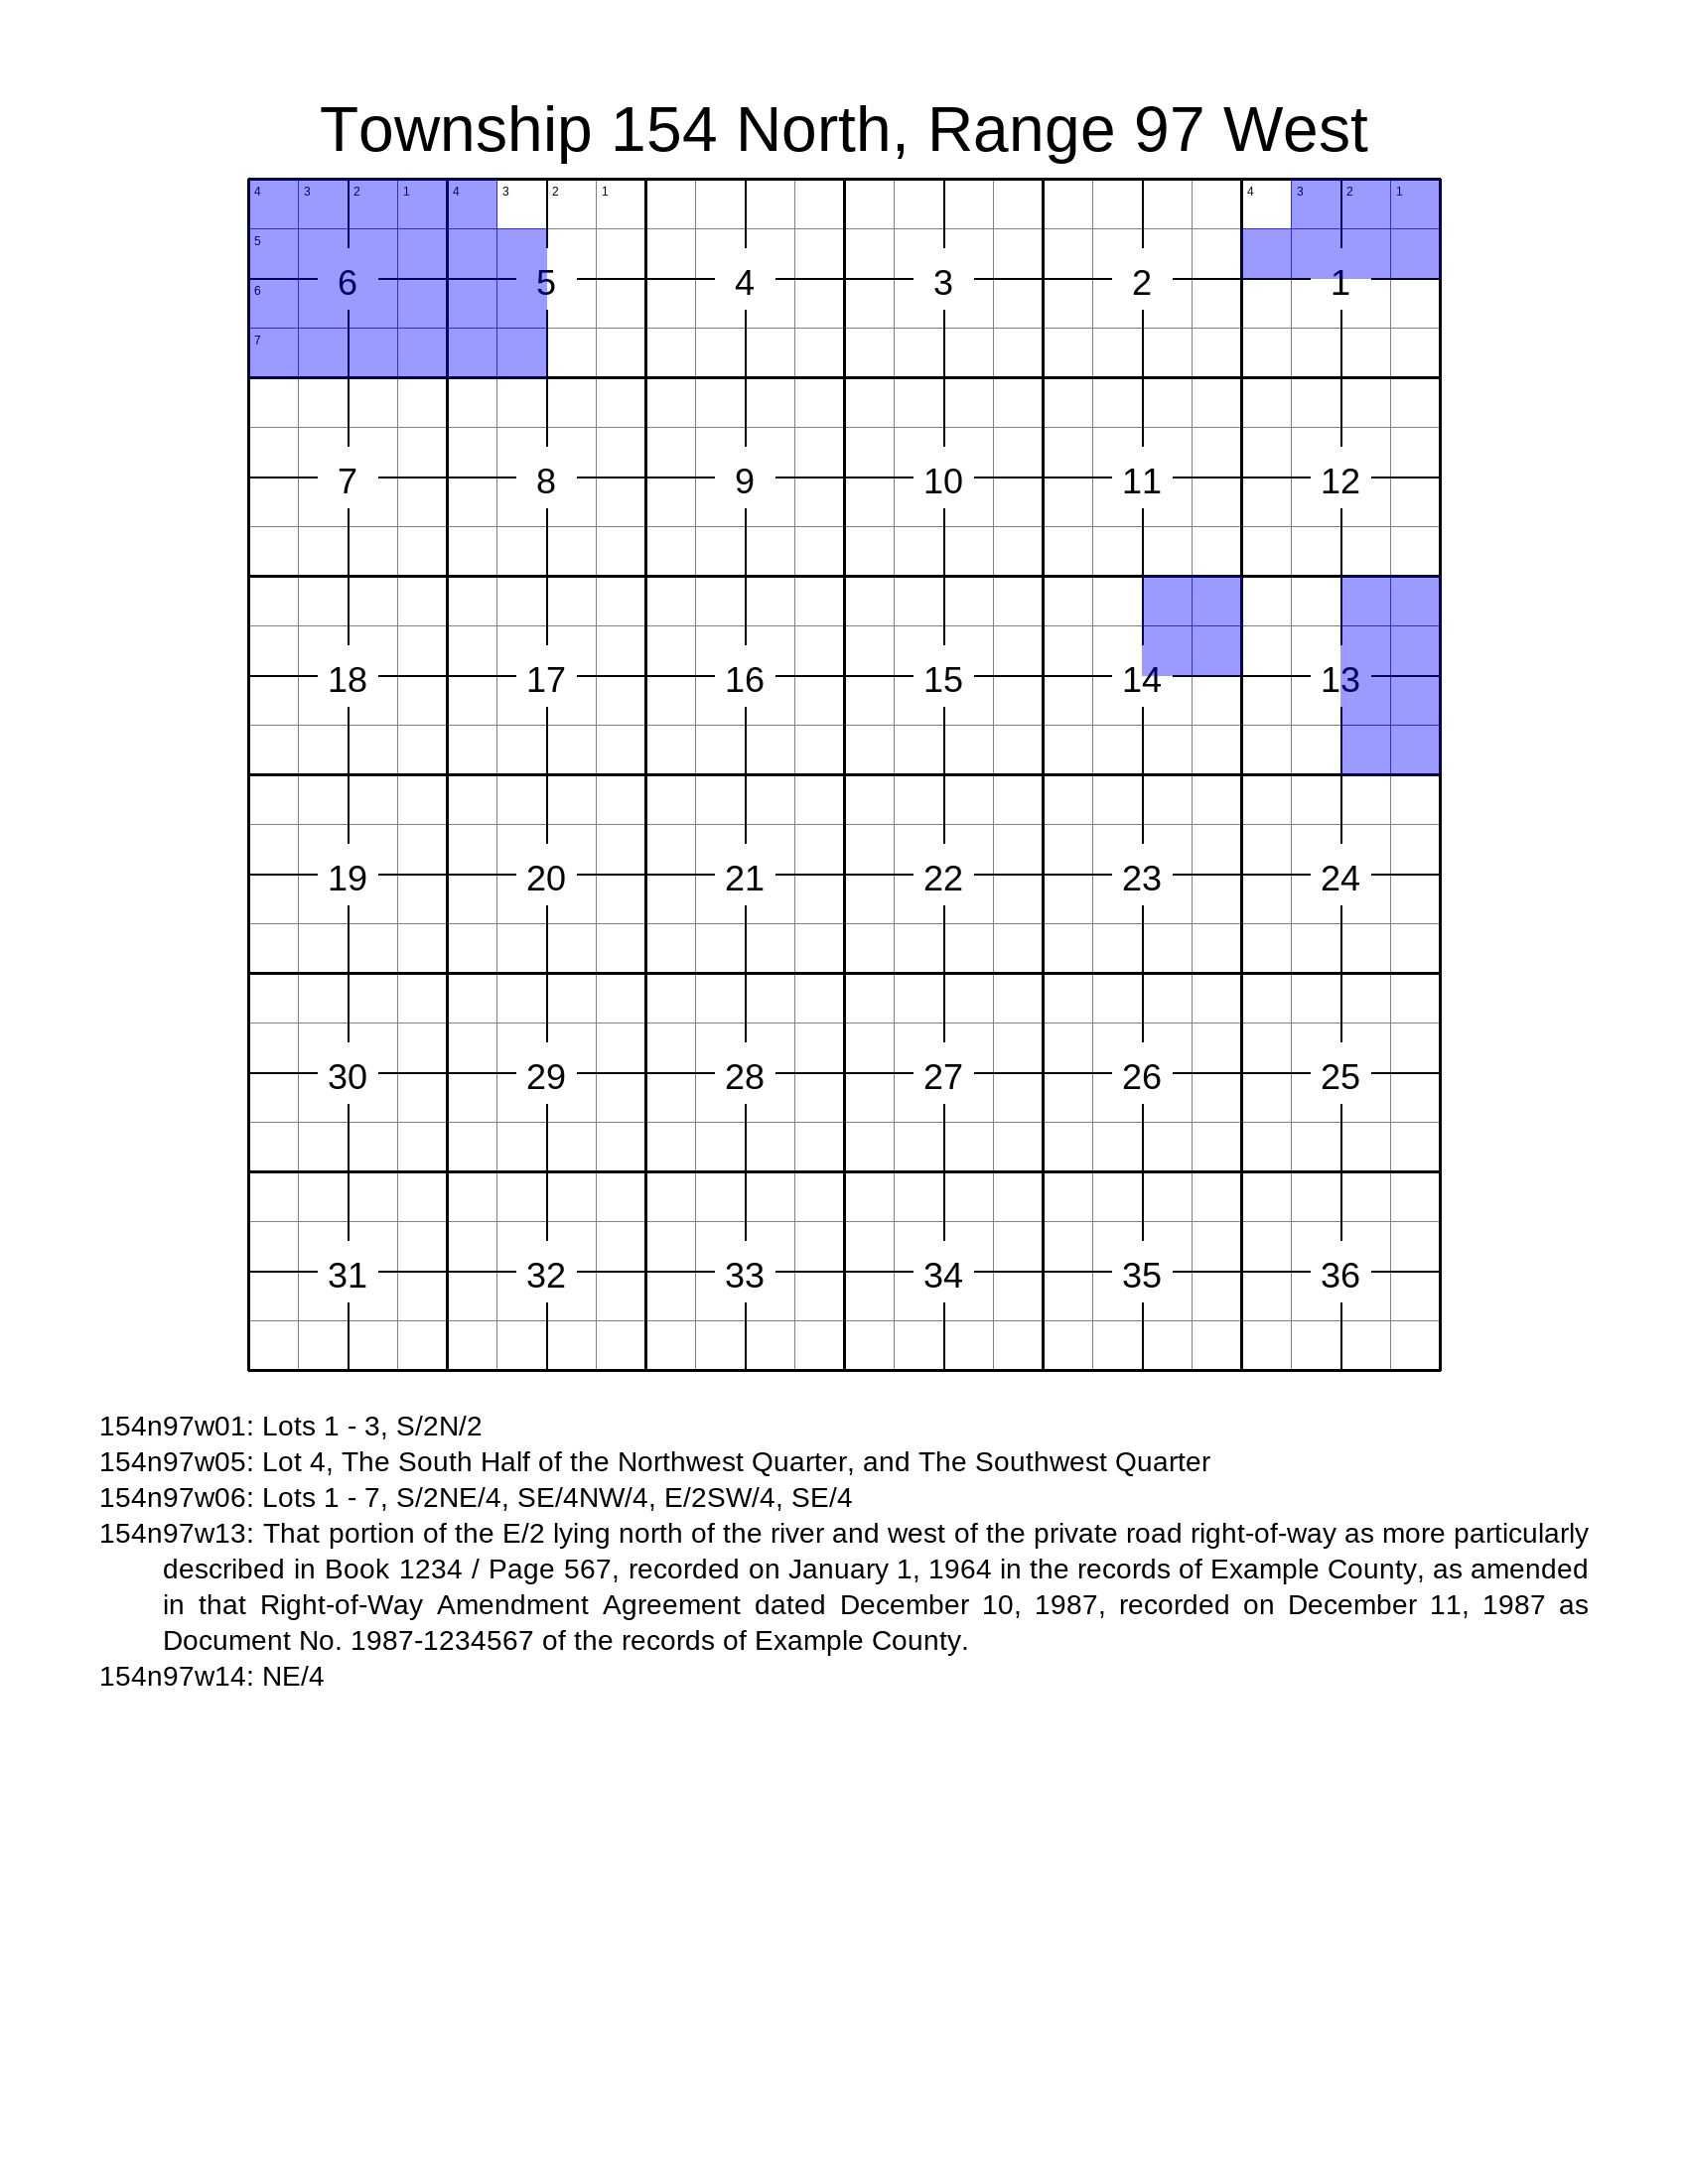 Township 154 North, Range 97 West
4 3 2 1 4 3 2 1 4 3 2 1
5
6 5 4 3 2 1
6
7
7 8 9 10 11 12
18 17 16 15 14 13
19 20 21 22 23 24
30 29 28 27 26 25
31 32 33 34 35 36
154n97w01: Lots 1 - 3, S/2N/2
154n97w05: Lot 4, The South Half of the Northwest Quarter, and The Southwest Quarter
154n97w06: Lots 1 - 7, S/2NE/4, SE/4NW/4, E/2SW/4, SE/4
154n97w13: That portion of the E/2 lying north of the river and west of the private road right-of-way as more particularly
described in Book 1234 / Page 567, recorded on January 1, 1964 in the records of Example County, as amended
in that Right-of-Way Amendment Agreement dated December 10, 1987, recorded on December 11, 1987 as
Document No. 1987-1234567 of the records of Example County.
154n97w14: NE/4